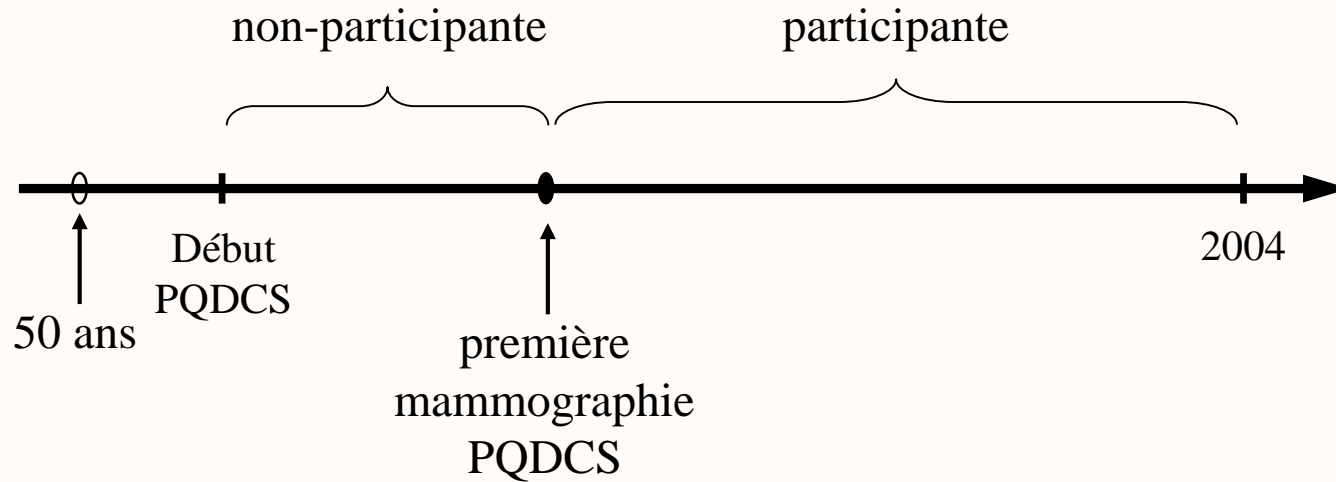 non-participante
participante
Début
PQDCS
2004
50 ans
première
mammographie
PQDCS